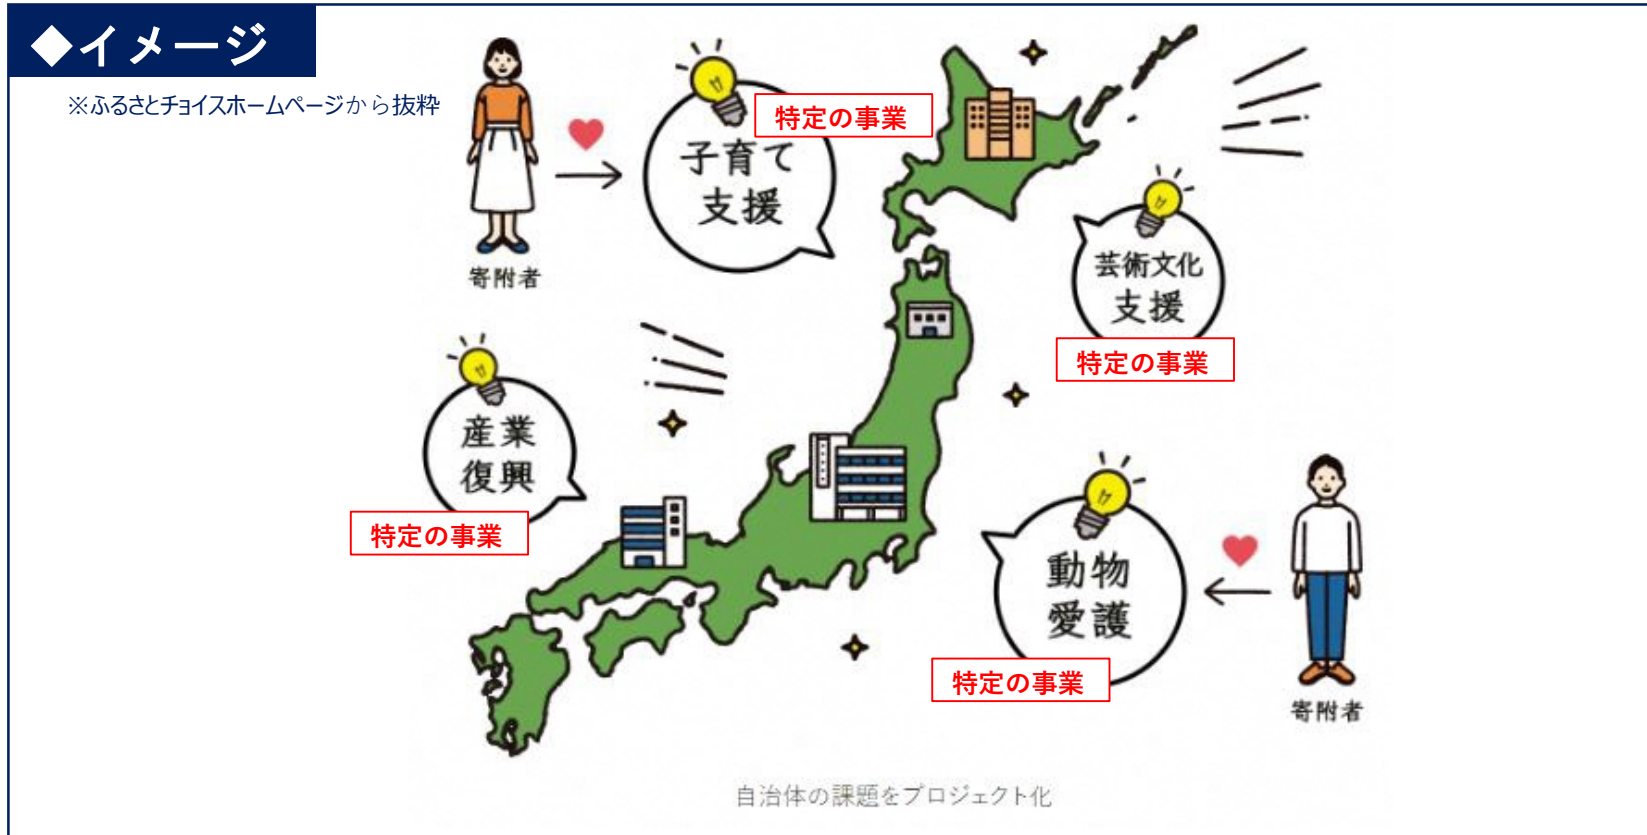 ◆イメージ
※ふるさとチョイスホームページから抜粋
特定の事業
子育て
支援
寄附者
芸術文化
支援
特定の事業
産業
復興
特定の事業
動物
愛護
特定の事業
寄附者
自治体の課題をプロジェクト化